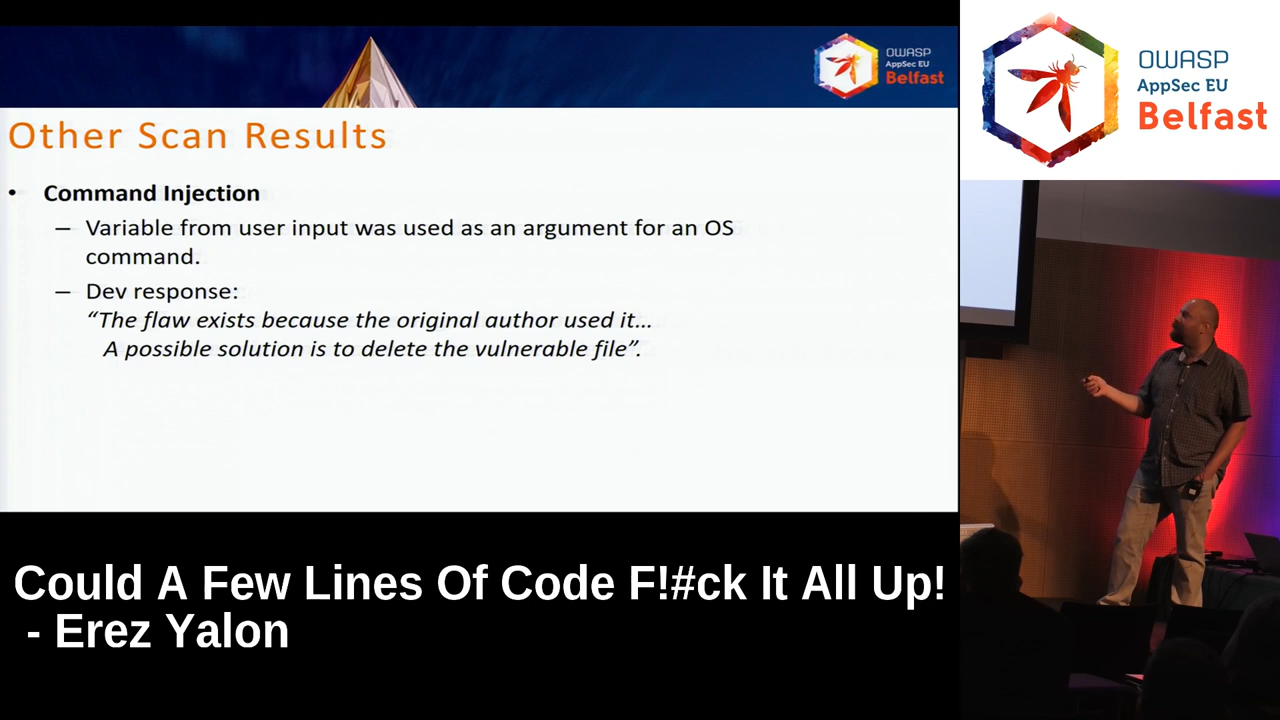 OWASP
AppSec EU
Belfast
Other Scan Results
• Command Injection
– Variable from user input was used as an argument for an OS
command.
– Dev response:
“The flaw exists because the original author used it...
A possible solution is to delete the vulnerable file”.
Could A Few Lines Of Code F!#ck It All Up!
- Erez Yalon
OWASP
AppSec EU
Belfast